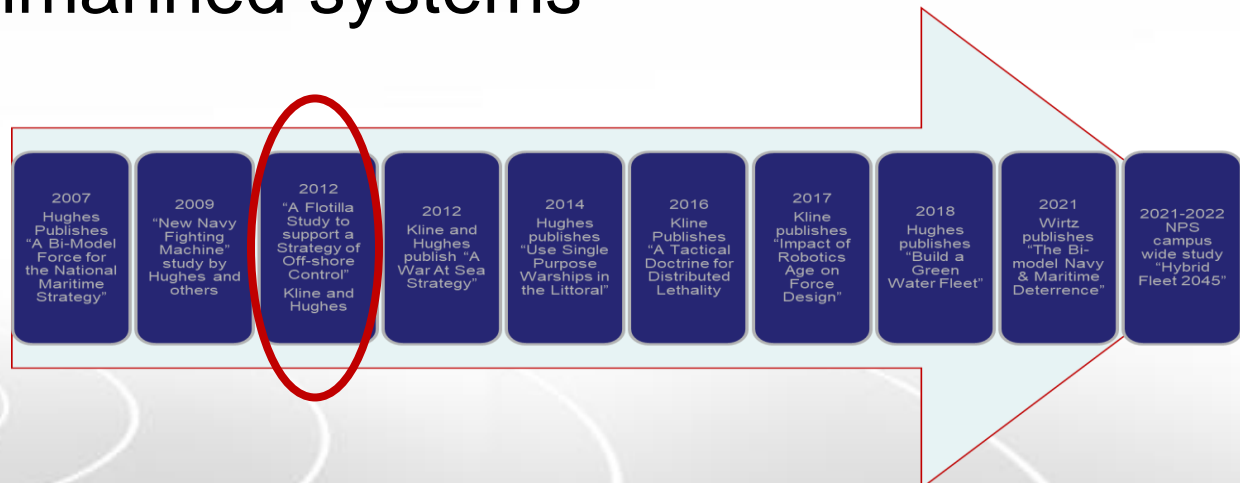 nmanned systems
2007
Hughes
Publishes
“A Bi-Model
Force for
the National
Maritime
Strategy”
2009
“New Navy
Fighting
Machine”
study by
Hughes and
others
2012
“A Flotilla
Study to
support a
Strategy of
Off-shore
Control”
Kline and
Hughes
2012
Kline and
Hughes
publish “A
War At Sea
Strategy”
2014
Hughes
publishes
“Use Single
Purpose
Warships in
the Littoral”
2016
Kline
Publishes
“A Tactical
Doctrine for
Distributed
Lethality
2017
Kline
publishes
“Impact of
Robotics
Age on
Force
Design”
2018
Hughes
publishes
“Build a
Green
Water Fleet”
2021
Wirtz
publishes
“The Bi-
model Navy
& Maritime
Deterrence”
2021-2022
NPS
campus
wide study
“Hybrid
Fleet 2045”